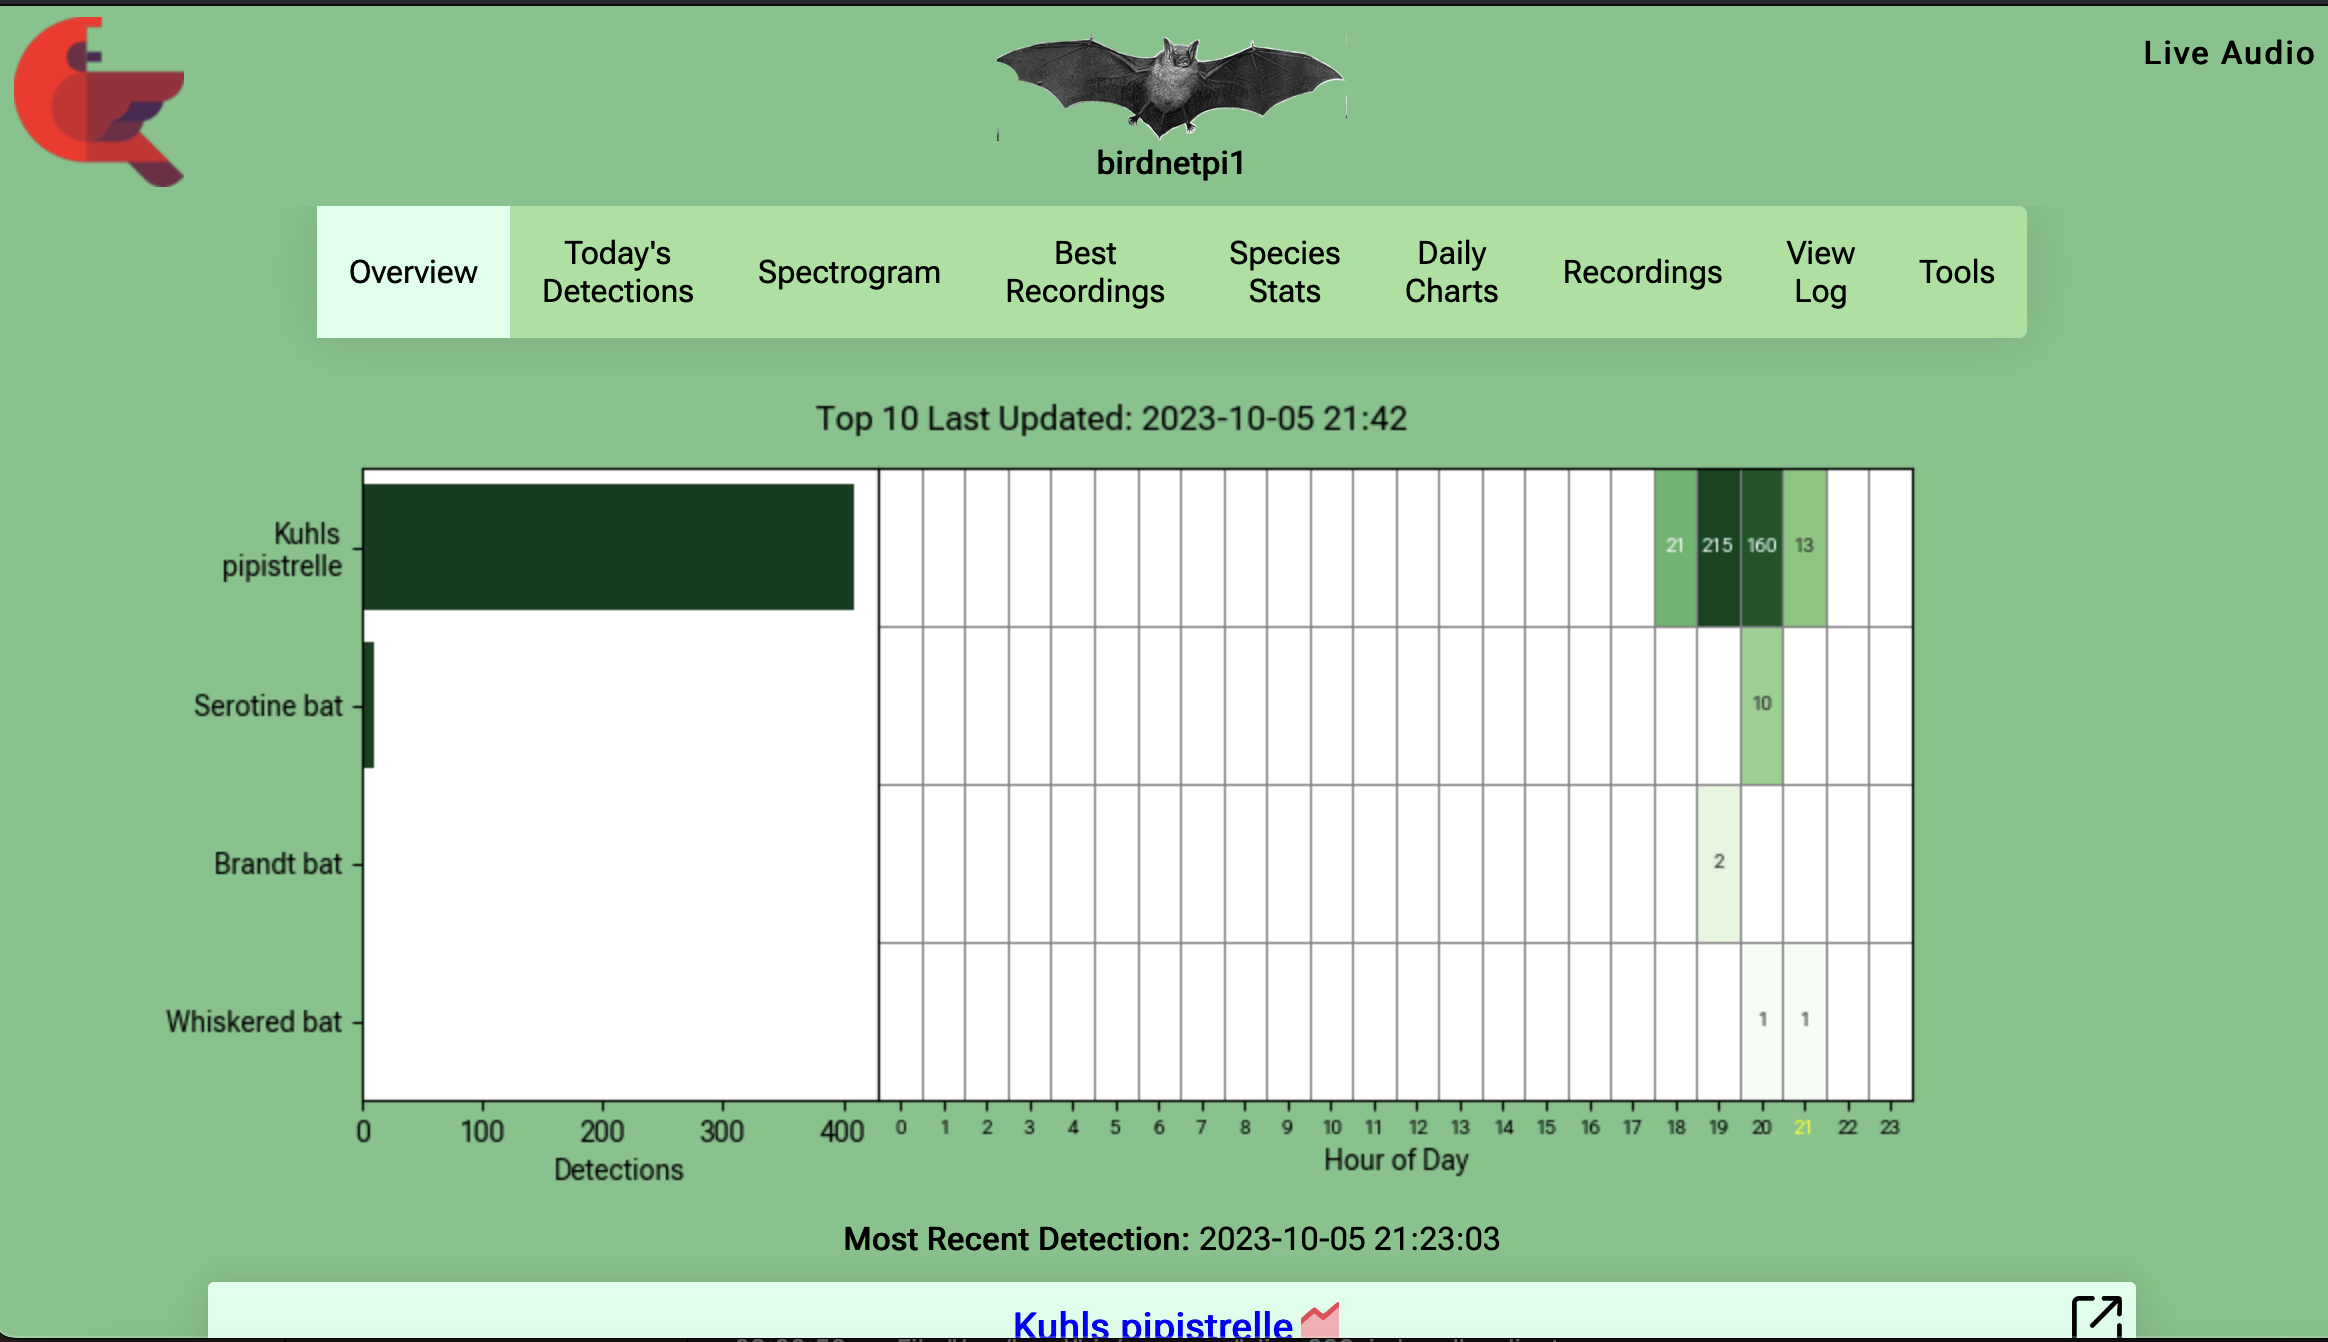 Live Audio
birdnetpi1
Overview
Today's
Detections
Spectrogram
Best
Recordings
Species
Stats
Daily
Charts
Recordings
View
Log
Tools
Top 10 Last Updated: 2023-10-05 21:42
Kuhls
pipistrelle
21 215 160 13
Serotine bat
10
Brandt bat
2
Whiskered bat
1 1
0 100 200 300 400
0 1 2 3 4 5 6 7 8 9 10 11 12 13 14 15 16 17 18 19 20 21 22 23
Detections
Hour of Day
Most Recent Detection: 2023-10-05 21:23:03
Kuhls pipistrelle